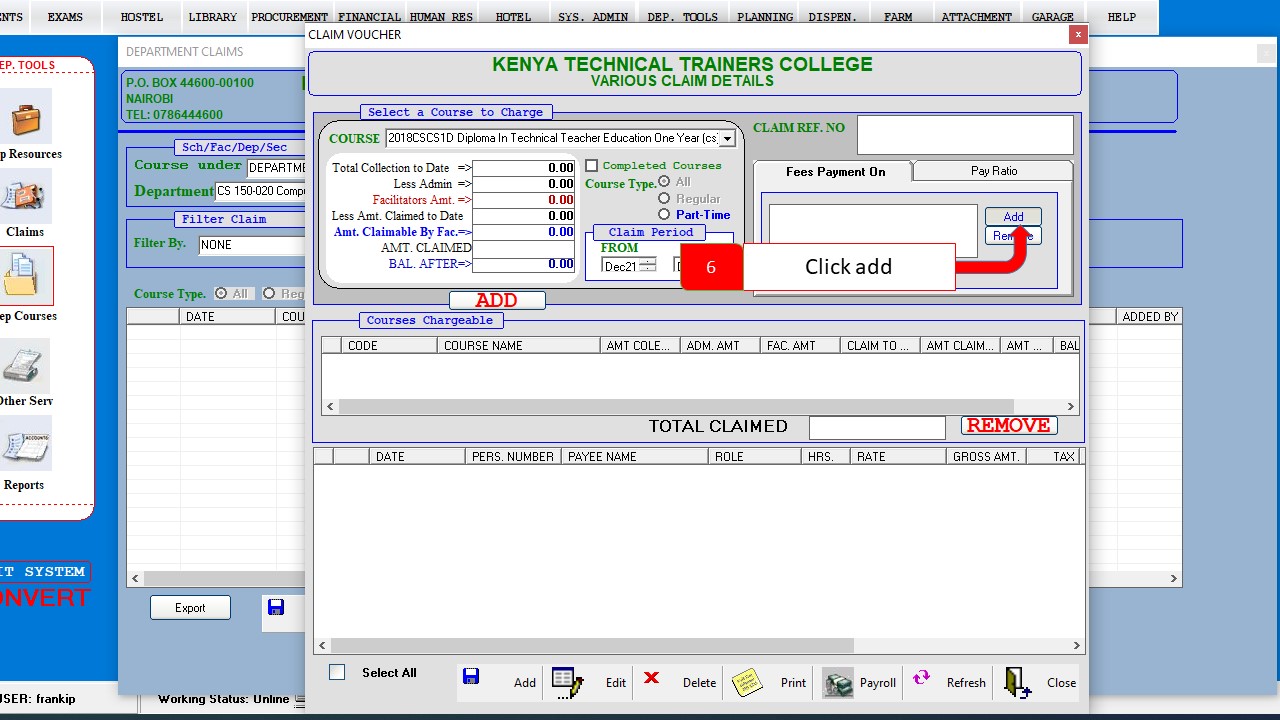 ENTS EXAMS HOSTEL LIBRARY PROCUREMENT FINANCIAL HUMAN RES HOTEL SYS. ADMIN DEP. TOOLS PLANNING DISPEN. FARM ATTACHMENT GARAGE HELP
CLAIM VOUCHER x
DEPARTMENT CLAIMS
EP. TOOLS
p Resources
Claims
ep Courses
Other Serv
Reports
IT SYSTEM
ONVERT
P.O. BOX 44600-00100
NAIROBI
TEL: 0786444600
Sch/Fac/Dep/Sec
Course under DEPARTME
Department CS 150-020 Compu
Filter Claim
Filter By. NONE
Course Type. All Reg
DATE COU ADDED BY
Export
KENYA TECHNICAL TRAINERS COLLEGE
VARIOUS CLAIM DETAILS
Select a Course to Charge
COURSE 2018CSCS1D Diploma In Technical Teacher Education One Year (cs
Total Collection to Date => 0.00
Less Admin => 0.00
Facilitators Amt. => 0.00
Less Amt. Claimed to Date 0.00
Amt. Claimable By Fac.=> 0.00
AMT. CLAIMED
BAL. AFTER=> 0.00
Completed Courses
Course Type. All
Regular
Part-Time
Claim Period
FROM
Dec21
CLAIM REF. NO
Fees Payment On Pay Ratio
Add
Rem
6 Click add
ADD
Courses Chargeable
CODE COURSE NAME AMT COLE... ADM. AMT FAC. AMT CLAIM TO ... AMT CLAIM... AMT ... BAL
TOTAL CLAIMED REMOVE
DATE PERS. NUMBER PAYEE NAME ROLE HRS. RATE GROSS AMT. TAX
Select All Add Edit Delete Print Payroll Refresh Close
SER: frankip Working Status: Online